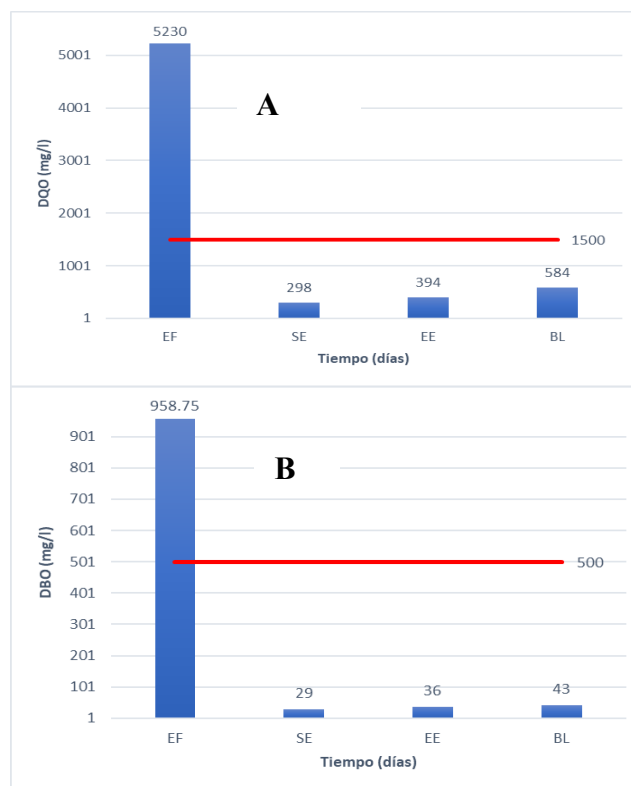 5230
5001
A
4001
3001
DQO (mg/l)
2001
1500
1001
584
394
298
1
EF SE EE BL
Tiempo (días)
958.75
901
B
801
701
601
DBO (mg/l)
501
500
401
301
201
101
29 36 43
1
EF SE EE BL
Tiempo (días)